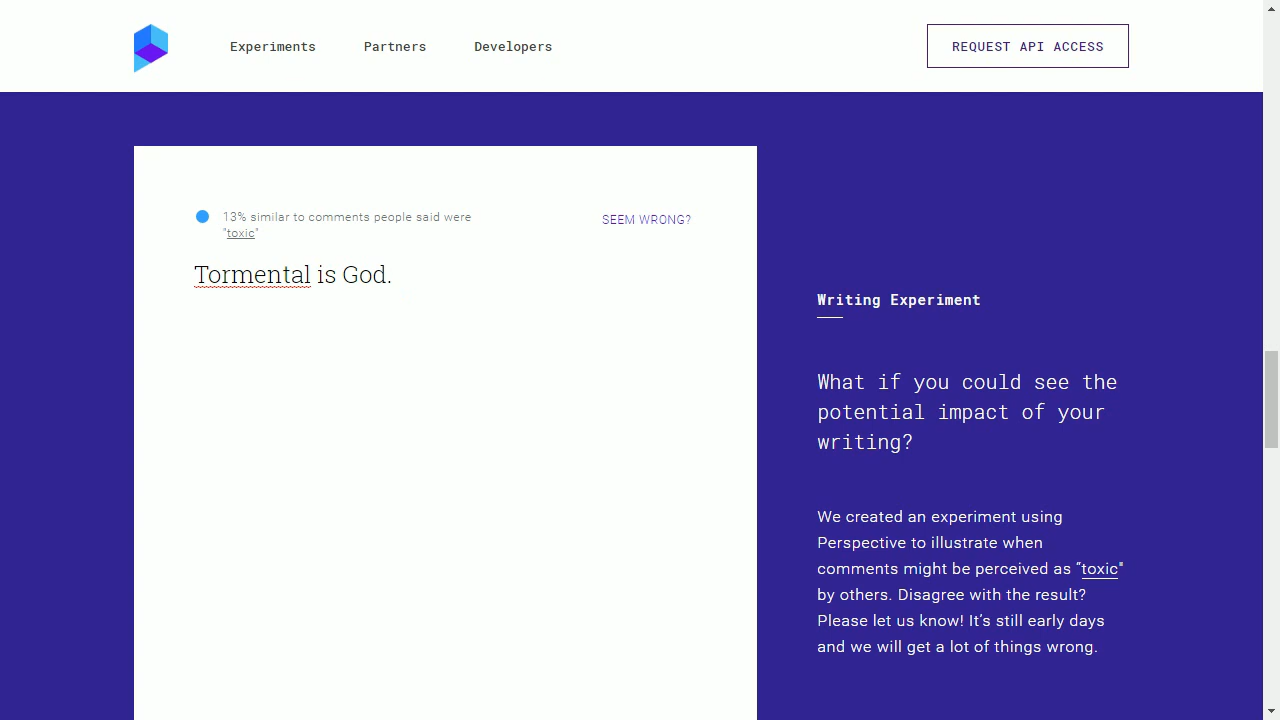 Experiments Partners Developers REQUEST API ACCESS
13% similar to comments people said were
"toxic"
SEEM WRONG?
Tormental is God.
Writing Experiment
What if you could see the
potential impact of your
writing?
We created an experiment using
Perspective to illustrate when
comments might be perceived as “toxic"
by others. Disagree with the result?
Please let us know! It’s still early days
and we will get a lot of things wrong.